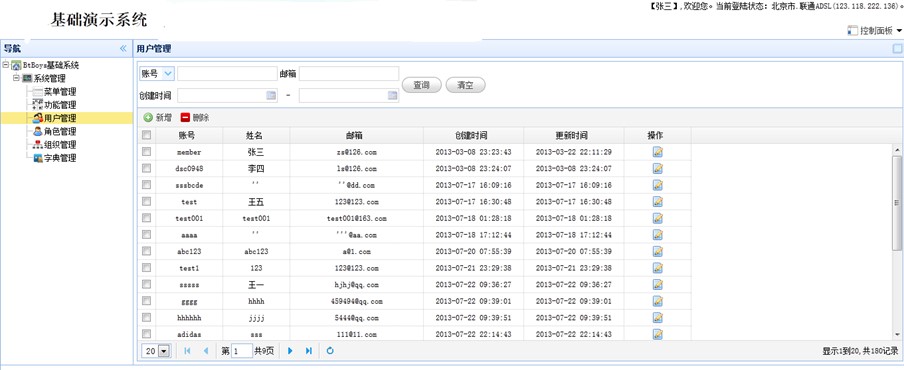 【张三】,欢迎您。当前登陆状态: 北京市.联通ADSL(123.118.222.136)。
基础演示系统
控制面板
导航
用户管理
BtBoys基础系统
系统管理
菜单管理
功能管理
用户管理
角色管理
组织管理
字典管理
账号 邮箱 查询 清空
创建时间 -
新增 删除
账号 姓名 邮箱 创建时间 更新时间 操作
member 张三 zs@126.com 2013-03-08 23:23:43 2013-03-22 22:11:29
dsc0948 李四 ls@126.com 2013-03-08 23:24:07 2013-03-08 23:24:07
sssbcde '' ''@dd.com 2013-07-17 16:09:16 2013-07-17 16:09:16
test 王五 123@123.com 2013-07-17 16:30:48 2013-07-17 16:30:48
test001 test001 test001@163.com 2013-07-18 01:28:18 2013-07-18 01:28:18
aaaa '' '''@aa.com 2013-07-18 17:12:44 2013-07-18 17:12:44
abc123 abc123 a@1.com 2013-07-20 07:55:39 2013-07-20 07:55:39
test1 123 123@123.com 2013-07-21 23:29:38 2013-07-21 23:29:38
sssss 王一 hjhj@qq.com 2013-07-22 09:36:27 2013-07-22 09:36:27
gggg hhhh 459494@qq.com 2013-07-22 09:39:01 2013-07-22 09:39:01
hhhhhh jjjj 5444@qq.com 2013-07-22 09:39:51 2013-07-22 09:39:51
adidas sss 111@11.com 2013-07-22 22:14:43 2013-07-22 22:14:43
20 第 1 共9页 显示1到20,共180记录